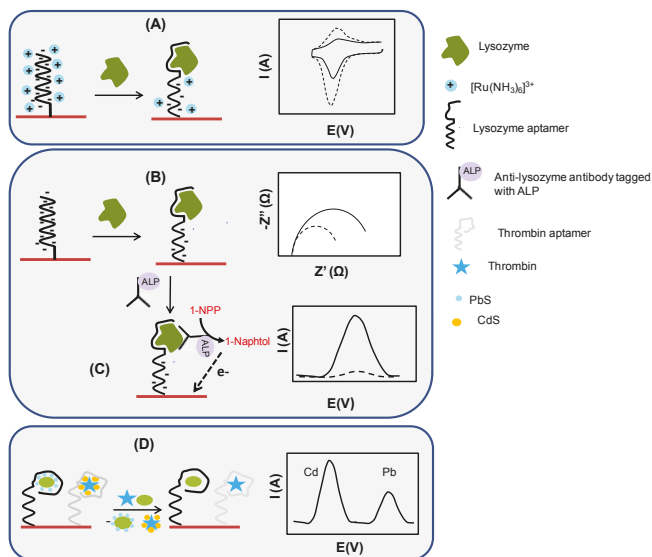 (A)
I (A)
E(V)
Lysozyme
[Ru(NH3)6]3+
Lysozyme aptamer
ALP
Anti-lysozyme antibody tagged
with ALP
Thrombin aptamer
Thrombin
PbS
CdS
(B)
-Z" (Ω)
Z' (Ω)
ALP
1-NPP
ALP
1-Naphtol
e-
(C)
I (A)
E(V)
(D)
Cd
Pb
I (A)
E(V)